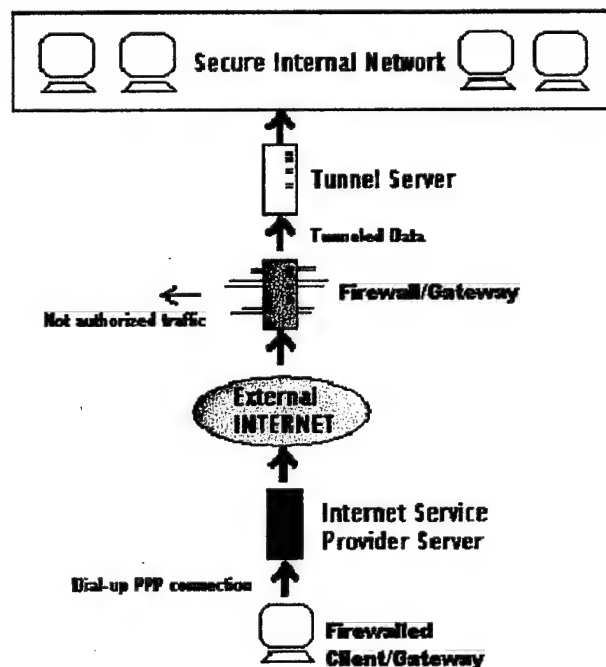 Secure Internal Network
Tunnel Server
Tunneled Data
Firewall/Gateway
Not authorized traffic
External
INTERNET
Internet Service
Provider Server
Dial-up PPP connection
Firewalled
Client/Gateway